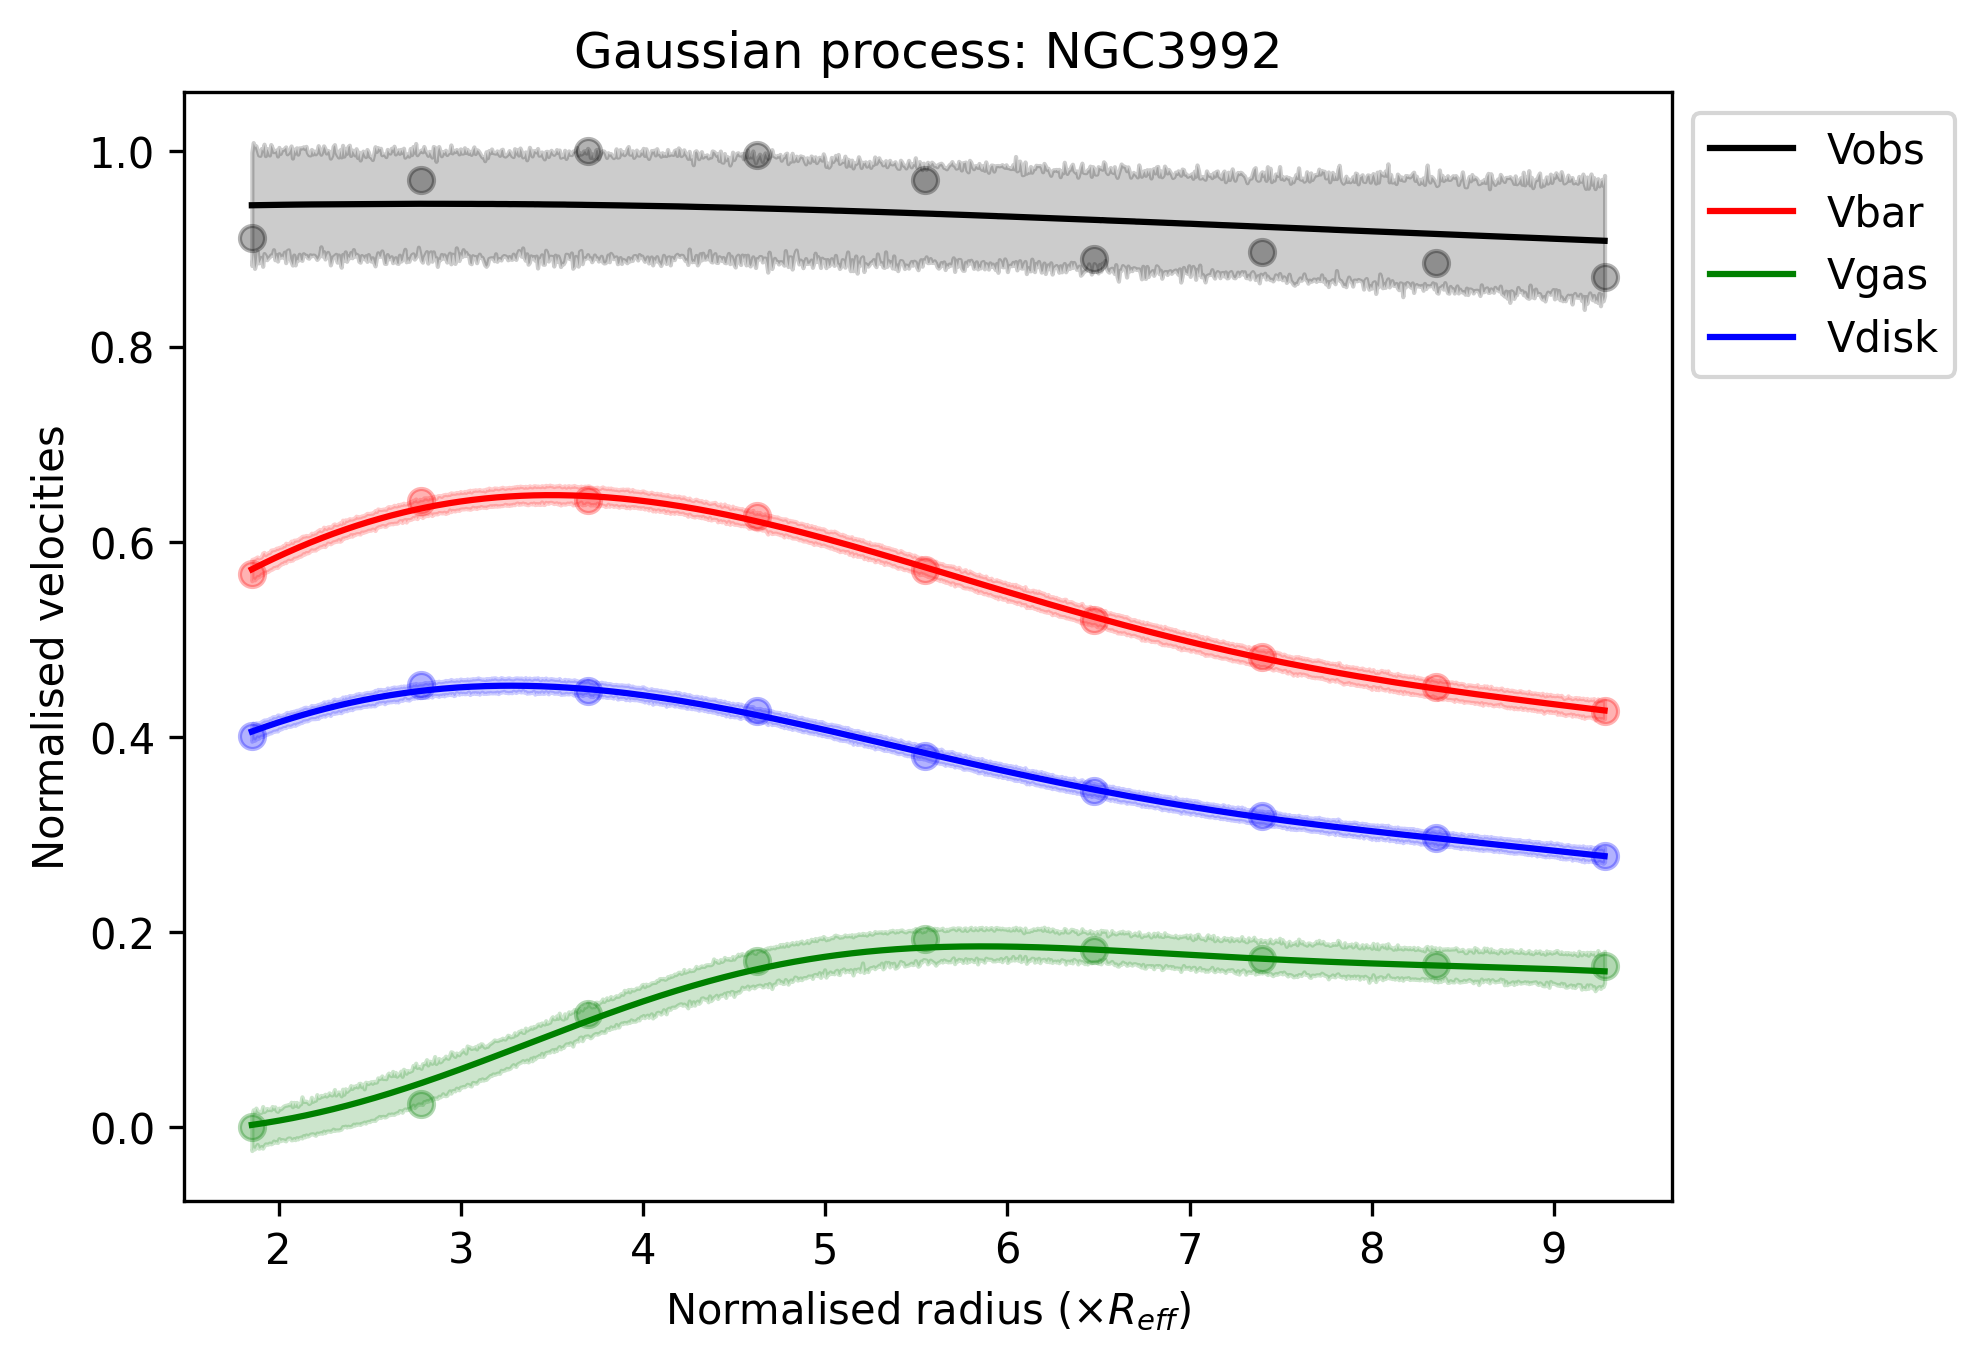 Gaussian process: NGC3992
Normalised velocities
1.0
0.8
0.6
0.4
0.2
0.0
2 3 4 5 6 7 8 9
Normalised radius (×R_eff)
Vobs
Vbar
Vgas
Vdisk